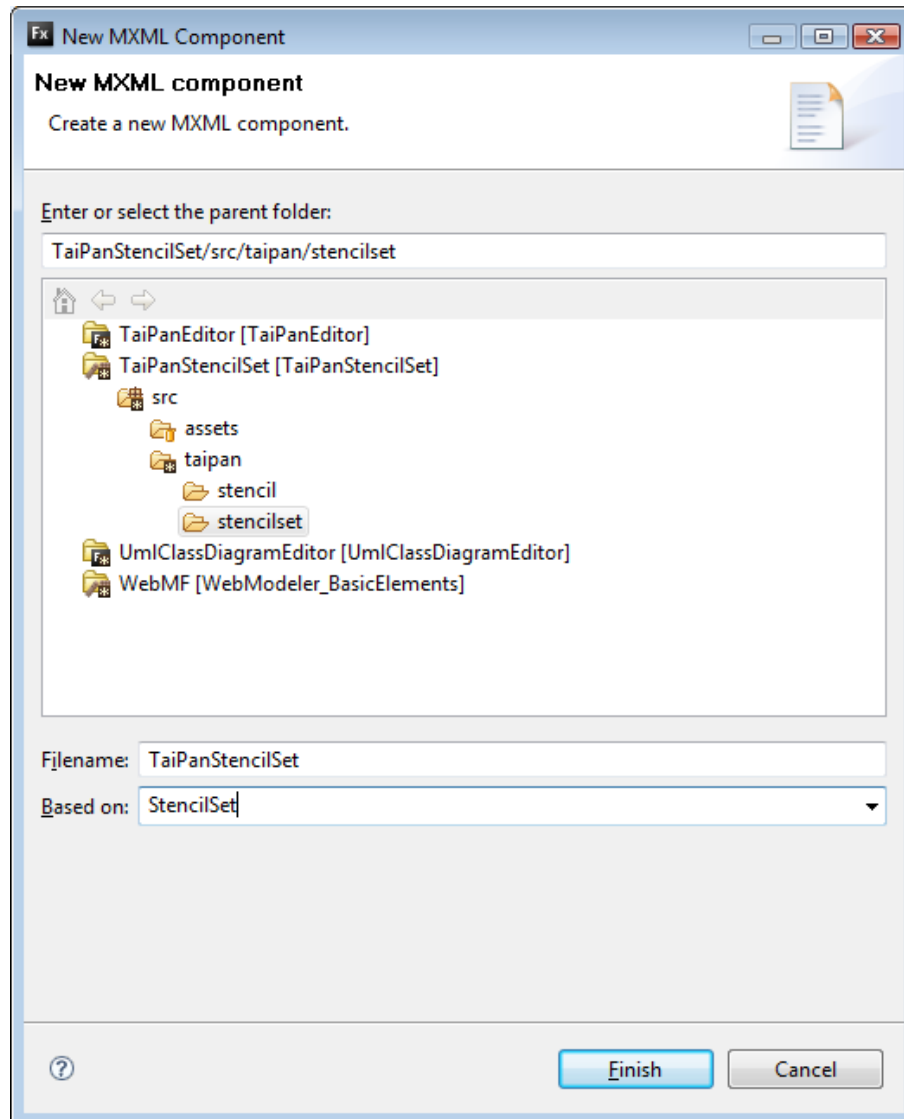 Fx New MXML Component
New MXML component
Create a new MXML component.
Enter or select the parent folder:
TaiPanStencilSet/src/taipan/stencilset
TaiPanEditor [TaiPanEditor]
TaiPanStencilSet [TaiPanStencilSet]
src
assets
taipan
stencil
stencilset
UmlClassDiagramEditor [UmlClassDiagramEditor]
WebMF [WebModeler_BasicElements]
Filename: TaiPanStencilSet
Based on: StencilSet
? Finish Cancel